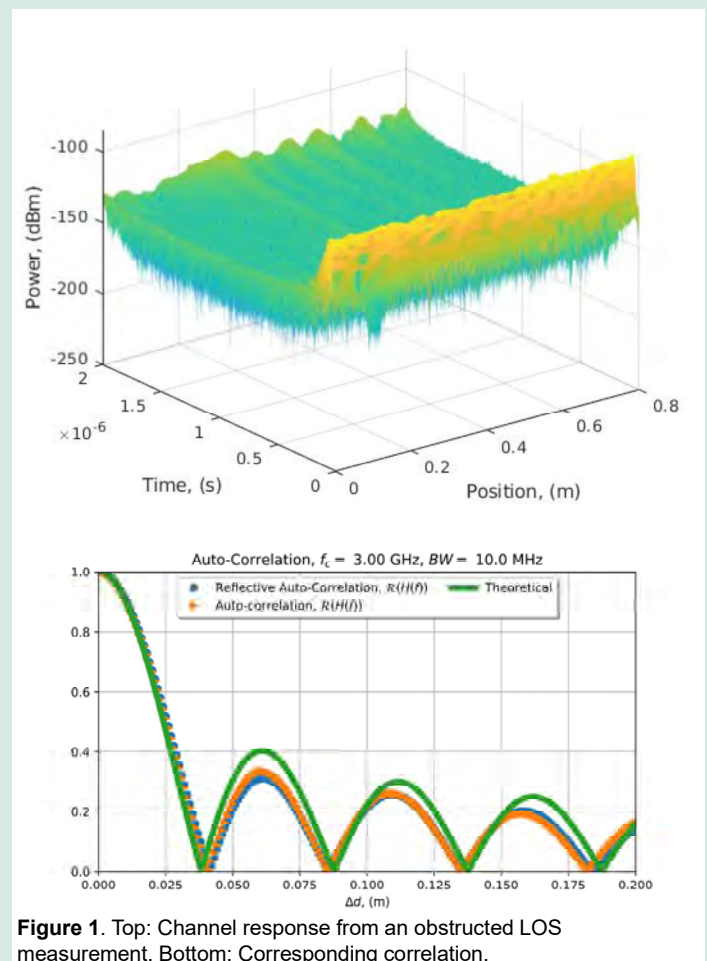 -100
-150
-200
-250
Power, (dBm)
2
1.5
1
0.5
0
×10⁻⁶
Time, (s)
0
0.2
0.4
0.6
0.8
Position, (m)
Auto-Correlation, f_c = 3.00 GHz, BW = 10.0 MHz
Reflective Auto-Correlation, R(H(f))
Auto-correlation, R(H(f))
Theoretical
1.0
0.8
0.6
0.4
0.2
0.0
0.000 0.025 0.050 0.075 0.100 0.125 0.150 0.175 0.200
Δd, (m)
Figure 1. Top: Channel response from an obstructed LOS
measurement. Bottom: Corresponding correlation.